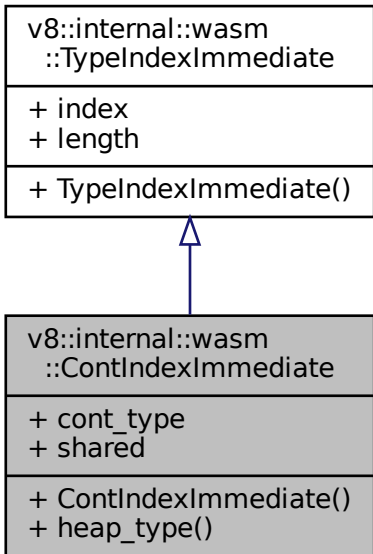 v8::internal::wasm
::TypeIndexImmediate
+ index
+ length
+ TypeIndexImmediate()
v8::internal::wasm
::ContIndexImmediate
+ cont_type
+ shared
+ ContIndexImmediate()
+ heap_type()